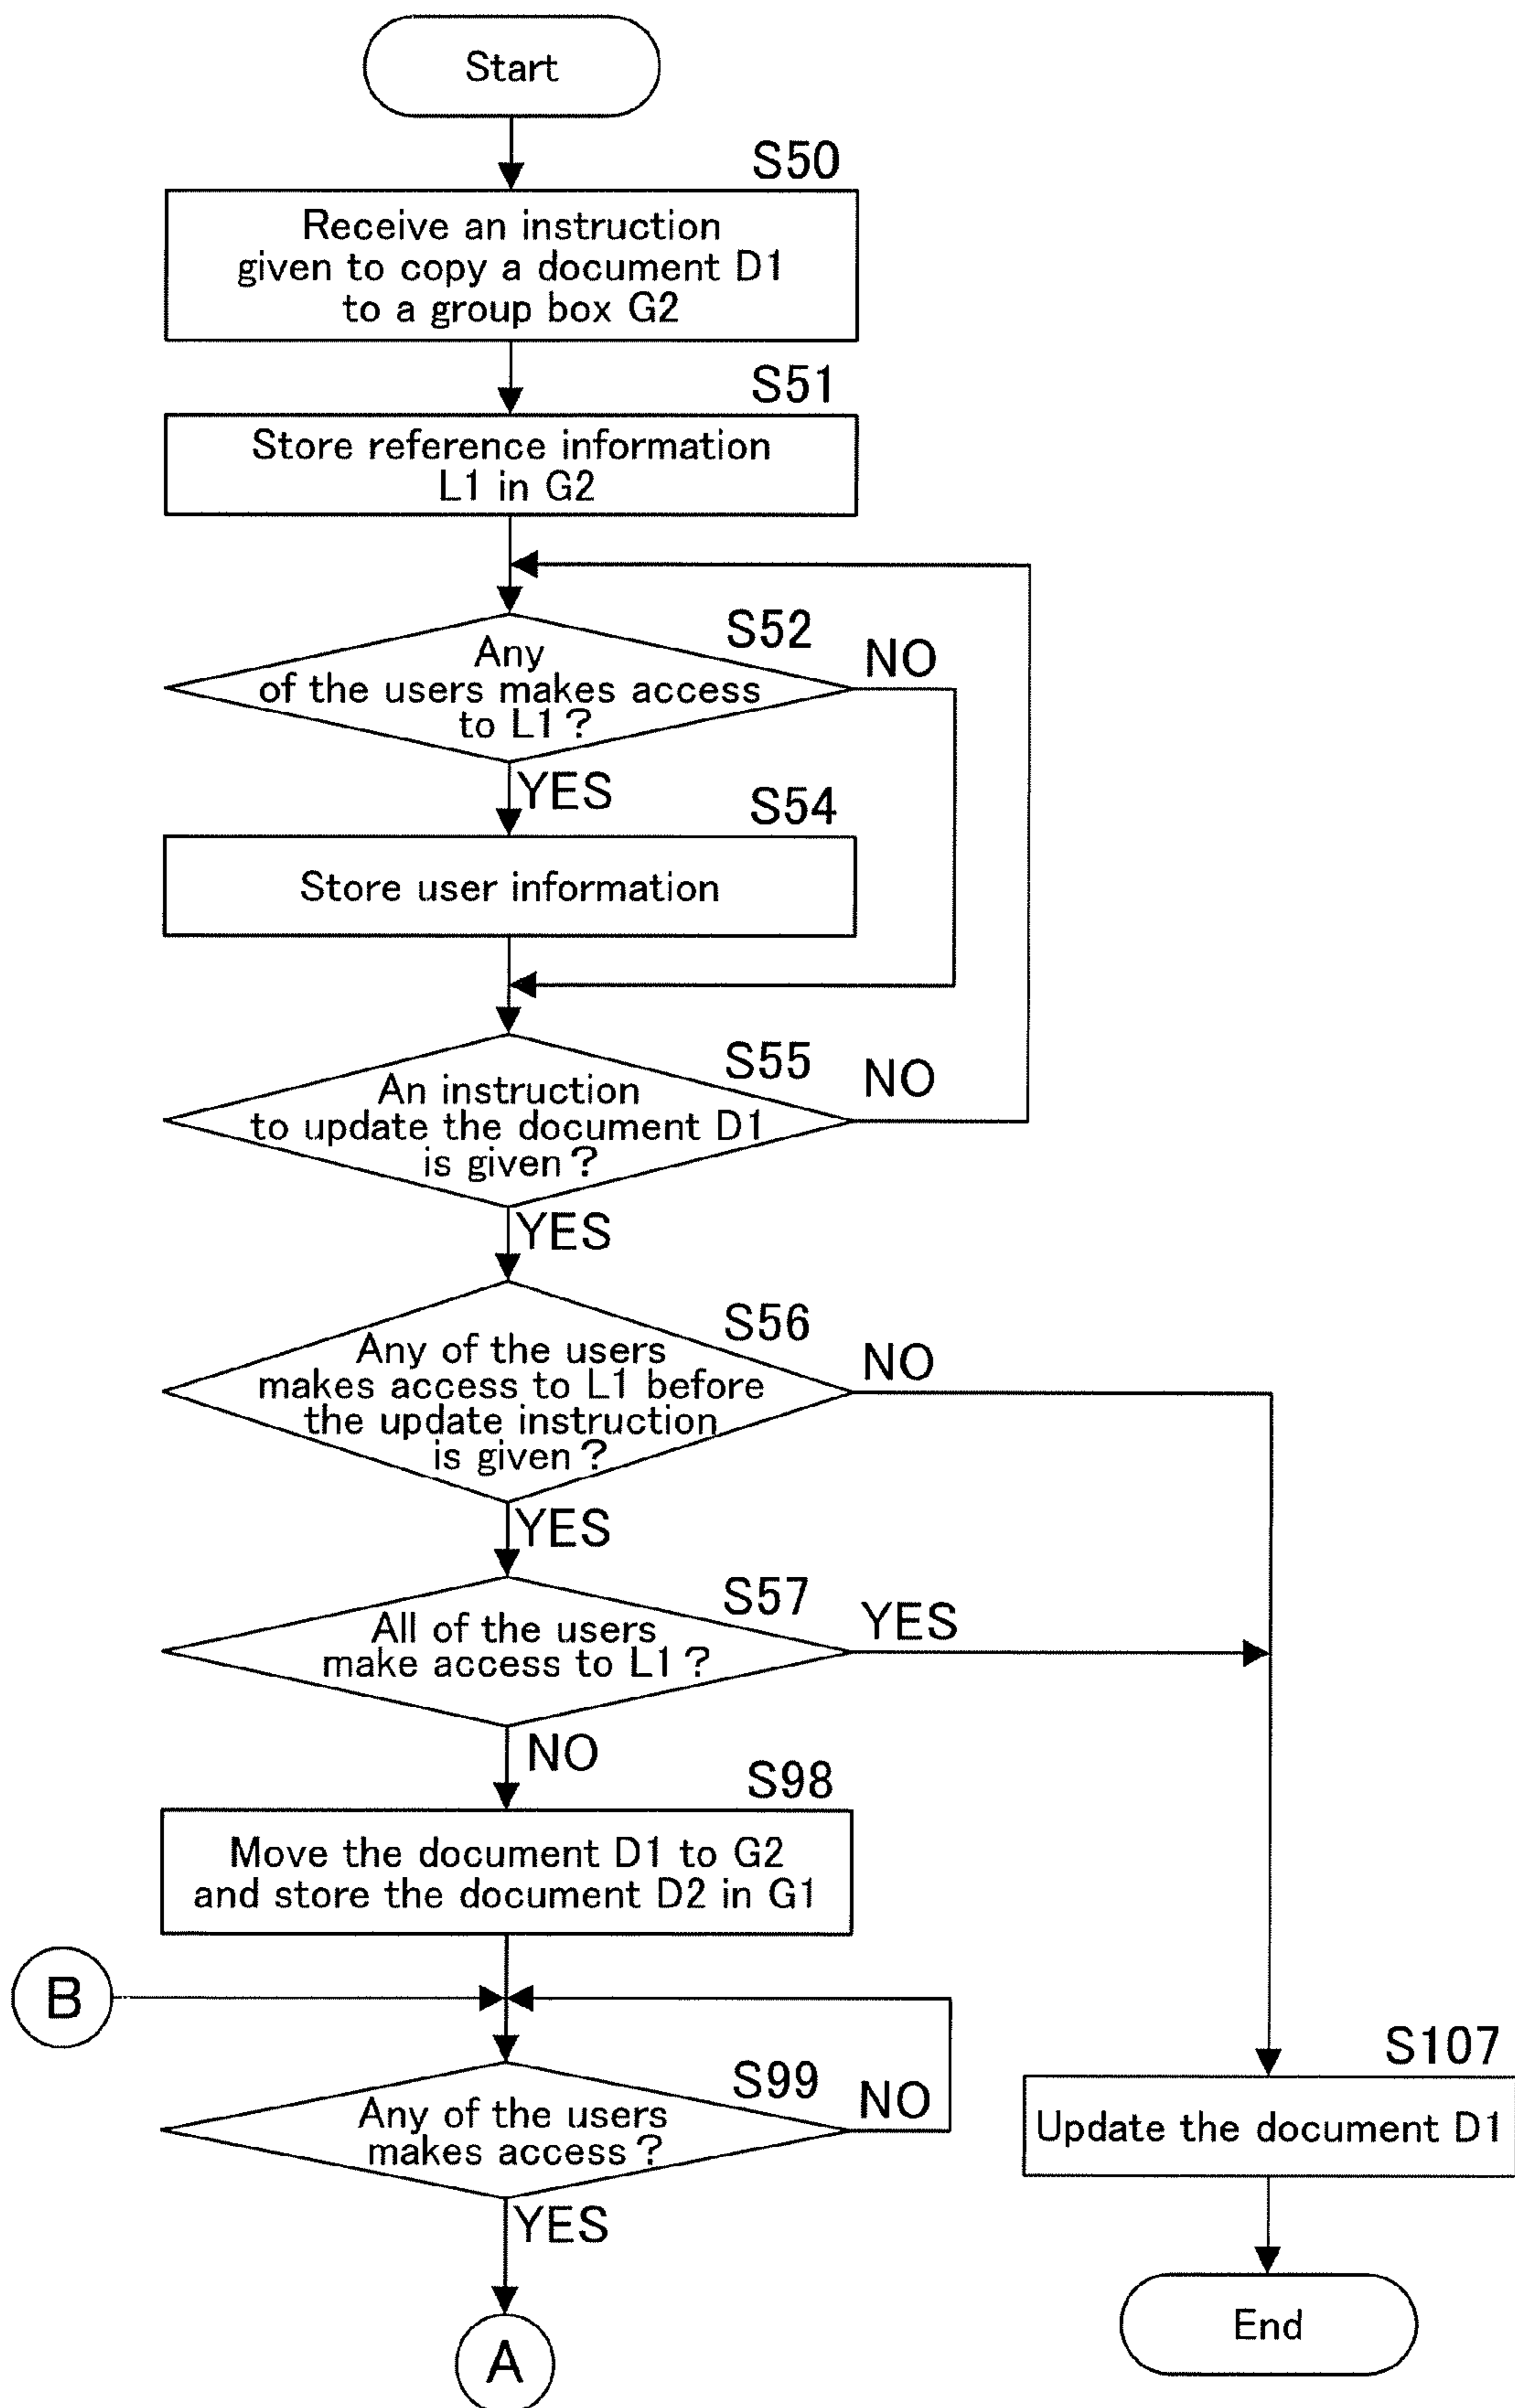 Start
S50
Receive an instruction
given to copy a document D1
to a group box G2
S51
Store reference information
L1 in G2
S52
Any
of the users makes access
to L1?
NO
YES
S54
Store user information
S55
An instruction
to update the document D1
is given?
NO
YES
S56
Any of the users
makes access to L1 before
the update instruction
is given?
NO
YES
S57
All of the users
make access to L1?
YES
NO
S98
Move the document D1 to G2
and store the document D2 in G1
B
S99
Any of the users
makes access?
NO
S107
Update the document D1
YES
A
End